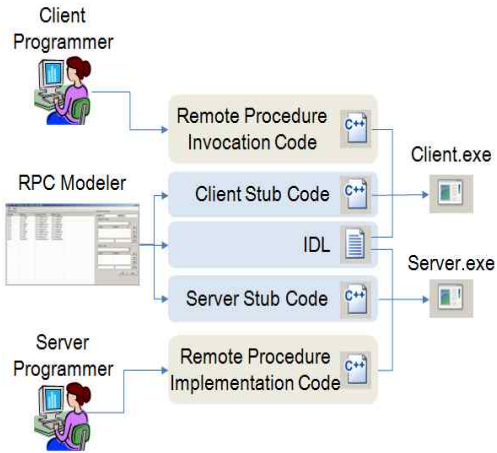 Client
Programmer
Remote Procedure
Invocation Code
C++
Client.exe
RPC Modeler
Client Stub Code
C++
IDL
Server.exe
Server Stub Code
C++
Server
Programmer
Remote Procedure
Implementation Code
C++